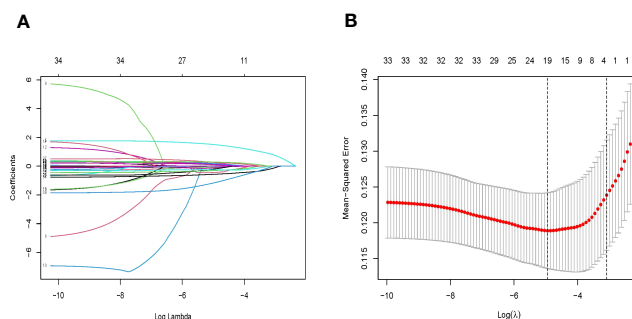 A
B
34 34 27 11
33 33 32 32 32 33 29 25 24 19 15 9 8 4 1 1
6
4
2
0
−2
−4
−6
Coefficients
−10 −8 −6 −4
Log Lambda
0.140
0.135
0.130
0.125
0.120
0.115
Mean−Squared Error
−10 −8 −6 −4
Log(λ)